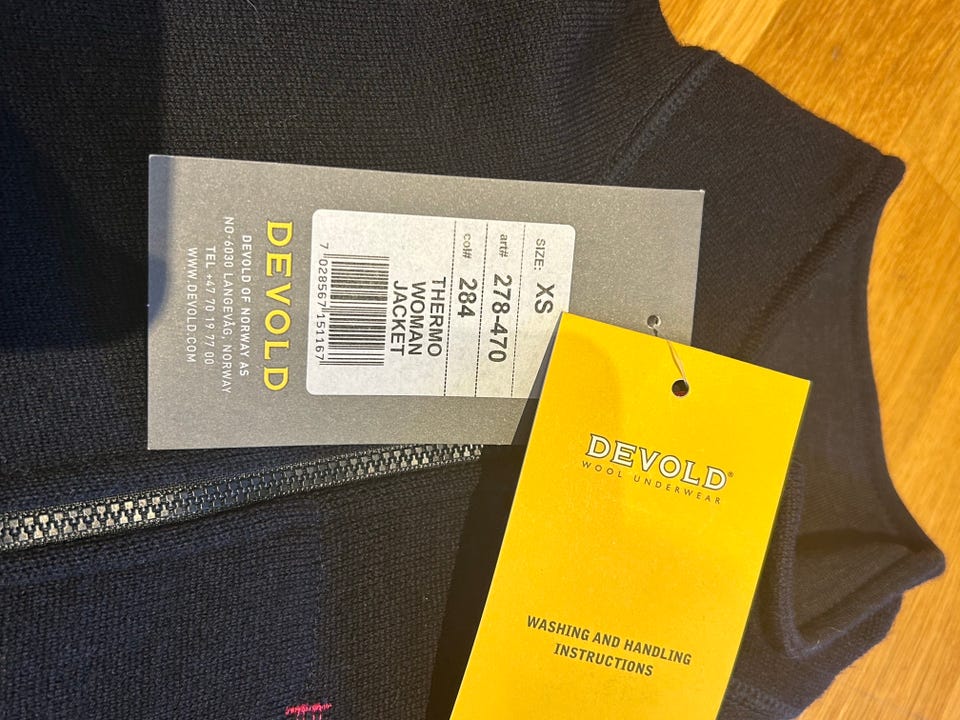 SIZE: XS
art# 278-470
col# 284
THERMO
WOMAN
JACKET
7 028567 151167
DEVOLD
DEVOLD OF NORWAY AS
NO-6030 LANGEVÅG, NORWAY
TEL +47 70 19 77 00
WWW.DEVOLD.COM
DEVOLD®
WOOL UNDERWEAR
WASHING AND HANDLING
INSTRUCTIONS